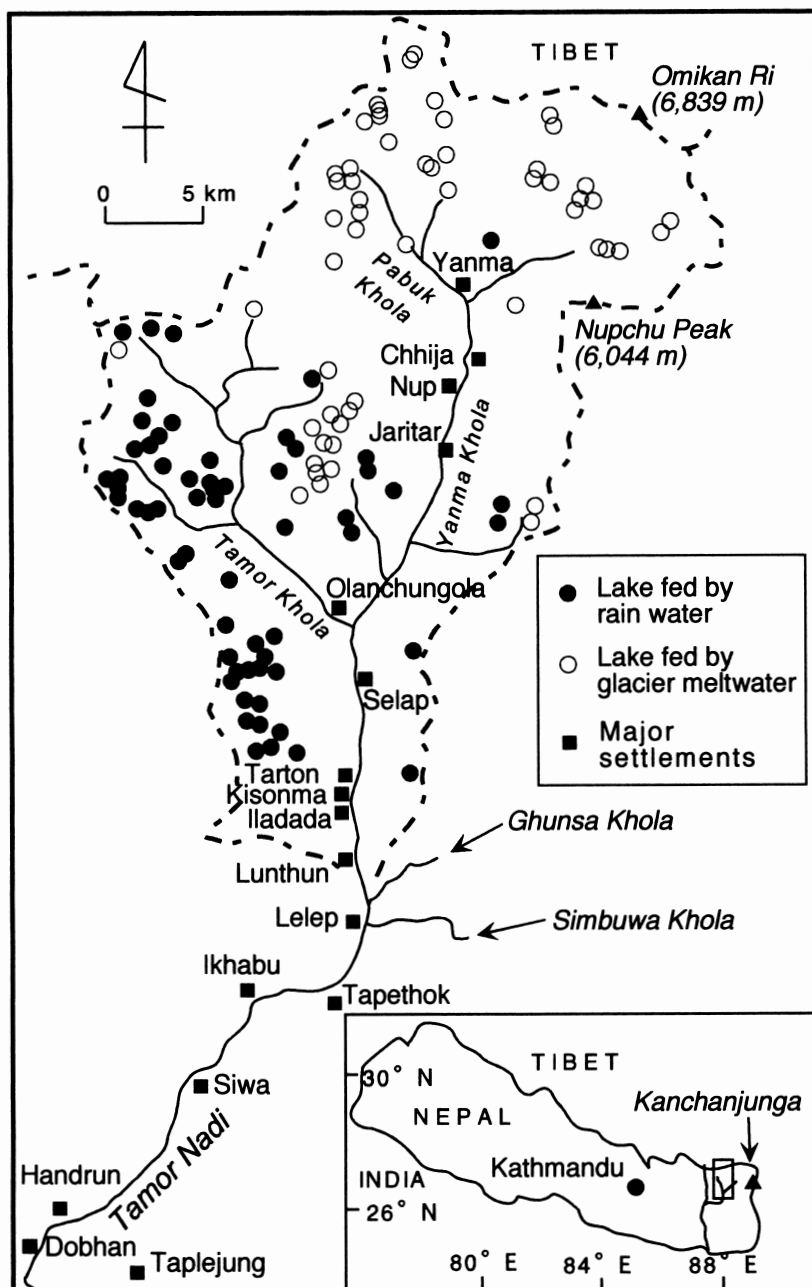 TIBET
Omikan Ri
(6,839 m)
0 5 km
Pabuk
Khola
Yanma
Nupchu Peak
(6,044 m)
Chhija
Nup
Jaritar
Yanma Khola
Tamor Khola
Olanchungola
Selap
Lake fed by
rain water
Lake fed by
glacier meltwater
Major
settlements
Tarton
Kisonma
Iladada
Lunthun
Ghunsa Khola
Lelep
Simbuwa Khola
Ikhabu
Tapethok
Siwa
Tamor Nadi
Handrun
Dobhan
Taplejung
TIBET
30° N
NEPAL
Kanchanjunga
INDIA
Kathmandu
26° N
80° E 84° E 88° E